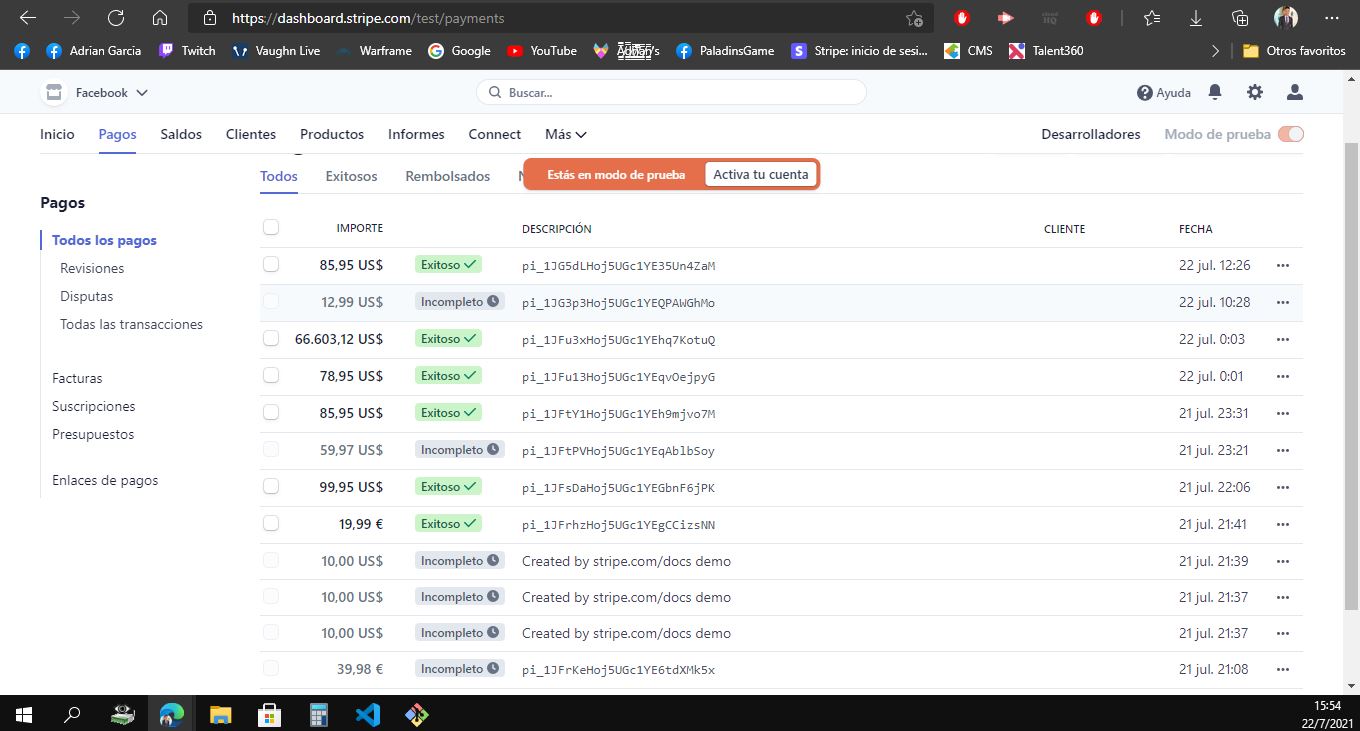 https://dashboard.stripe.com/test/payments
Adrian Garcia Twitch Vaughn Live Warframe Google YouTube PaladinsGame Stripe: inicio de sesi... CMS Talent360 Otros favoritos
Facebook Buscar... Ayuda
Inicio Pagos Saldos Clientes Productos Informes Connect Más Desarrolladores Modo de prueba
Estás en modo de prueba Activa tu cuenta
Todos Exitosos Rembolsados
Pagos
Todos los pagos
Revisiones
Disputas
Todas las transacciones
Facturas
Suscripciones
Presupuestos
Enlaces de pagos
IMPORTE DESCRIPCIÓN CLIENTE FECHA
85,95 US$ Exitoso pi_1JG5dLHoj5UGc1YE35Un4ZaM 22 jul. 12:26
12,99 US$ Incompleto pi_1JG3p3Hoj5UGc1YEQPAWGhMo 22 jul. 10:28
66.603,12 US$ Exitoso pi_1JFu3xHoj5UGc1YEhq7KotuQ 22 jul. 0:03
78,95 US$ Exitoso pi_1JFu13Hoj5UGc1YEqvOejpyG 22 jul. 0:01
85,95 US$ Exitoso pi_1JFtY1Hoj5UGc1YEh9mjvo7M 21 jul. 23:31
59,97 US$ Incompleto pi_1JFtPVHoj5UGc1YEqAblbSoy 21 jul. 23:21
99,95 US$ Exitoso pi_1JFsDaHoj5UGc1YEGbnF6jPK 21 jul. 22:06
19,99 € Exitoso pi_1JFrhzHoj5UGc1YEgCCizsNN 21 jul. 21:41
10,00 US$ Incompleto Created by stripe.com/docs demo 21 jul. 21:39
10,00 US$ Incompleto Created by stripe.com/docs demo 21 jul. 21:37
10,00 US$ Incompleto Created by stripe.com/docs demo 21 jul. 21:37
39,98 € Incompleto pi_1JFrKeHoj5UGc1YE6tdXMk5x 21 jul. 21:08
15:54
22/7/2021